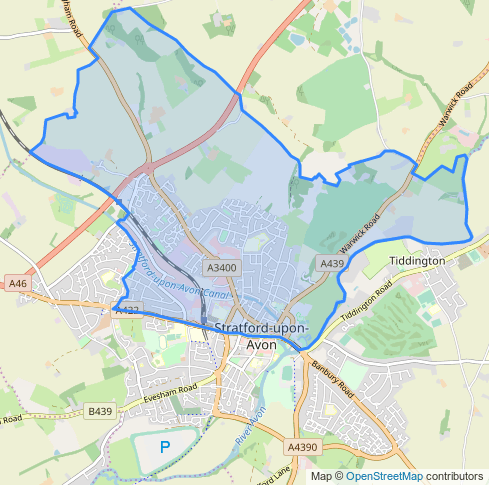 gham Road
Warwick Road
A46
A3400
A439
Warwick Road
Tiddington
Stratford-upon-Avon Canal
A422
Stratford-upon-
Avon
Tiddington Road
Banbury Road
Evesham Road
B439
n Road
River Avon
P
A4390
ford Lane
Map © OpenStreetMap contributors